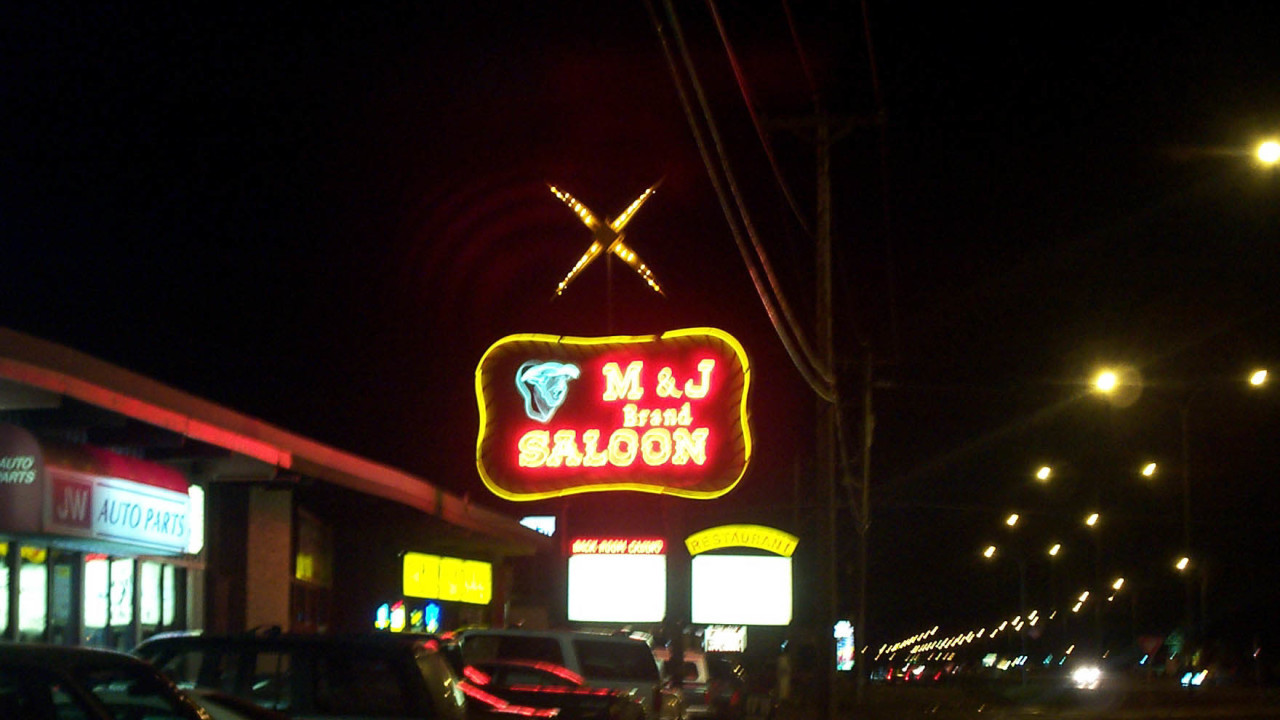 M & J
Brand
SALOON
AUTO
PARTS
JW AUTO PARTS
RESTAURANT